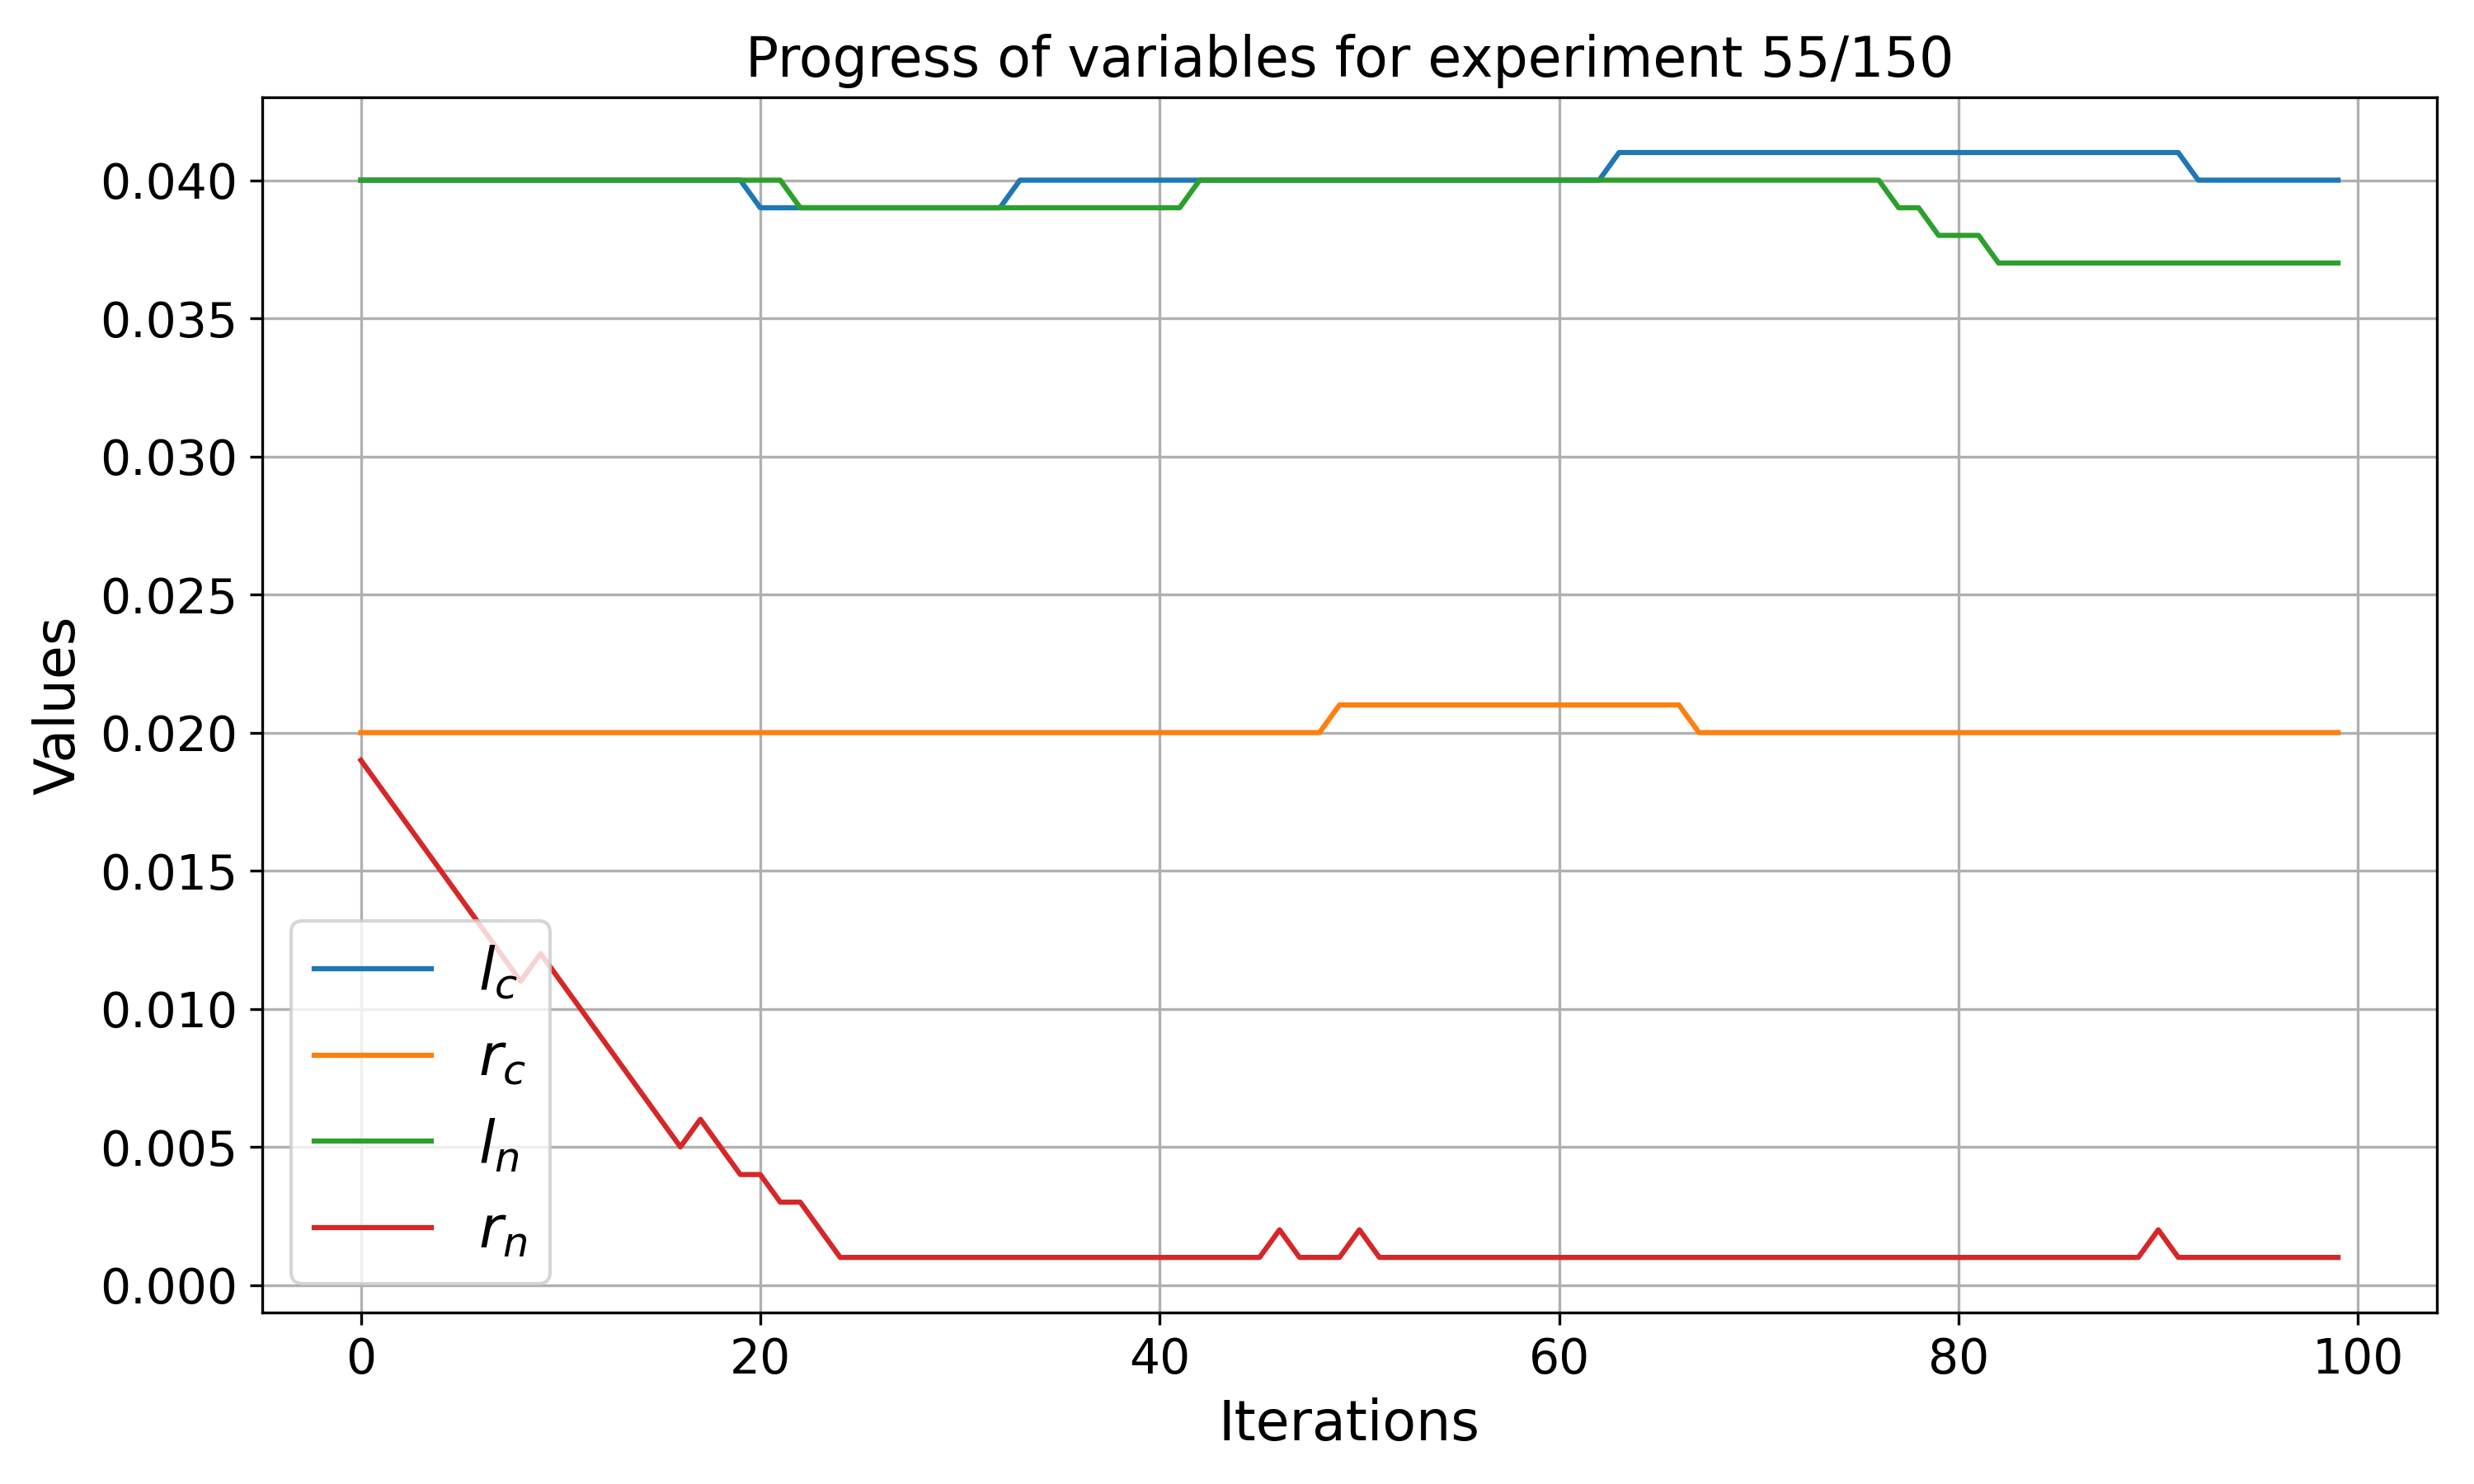 Progress of variables for experiment 55/150
0.040
0.035
0.030
0.025
0.020
0.015
0.010
0.005
0.000
Values
l_c
r_c
l_n
r_n
0 20 40 60 80 100
Iterations